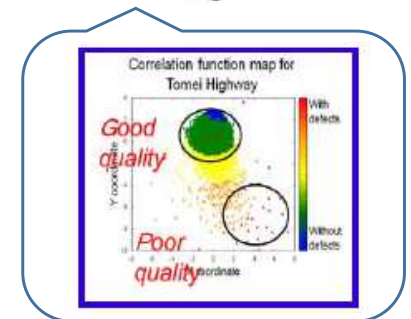 Correlation function map for
Tomei Highway
Good
quality
Poor
quality
Y coordinate
coordinate
With
defects
Without
defects